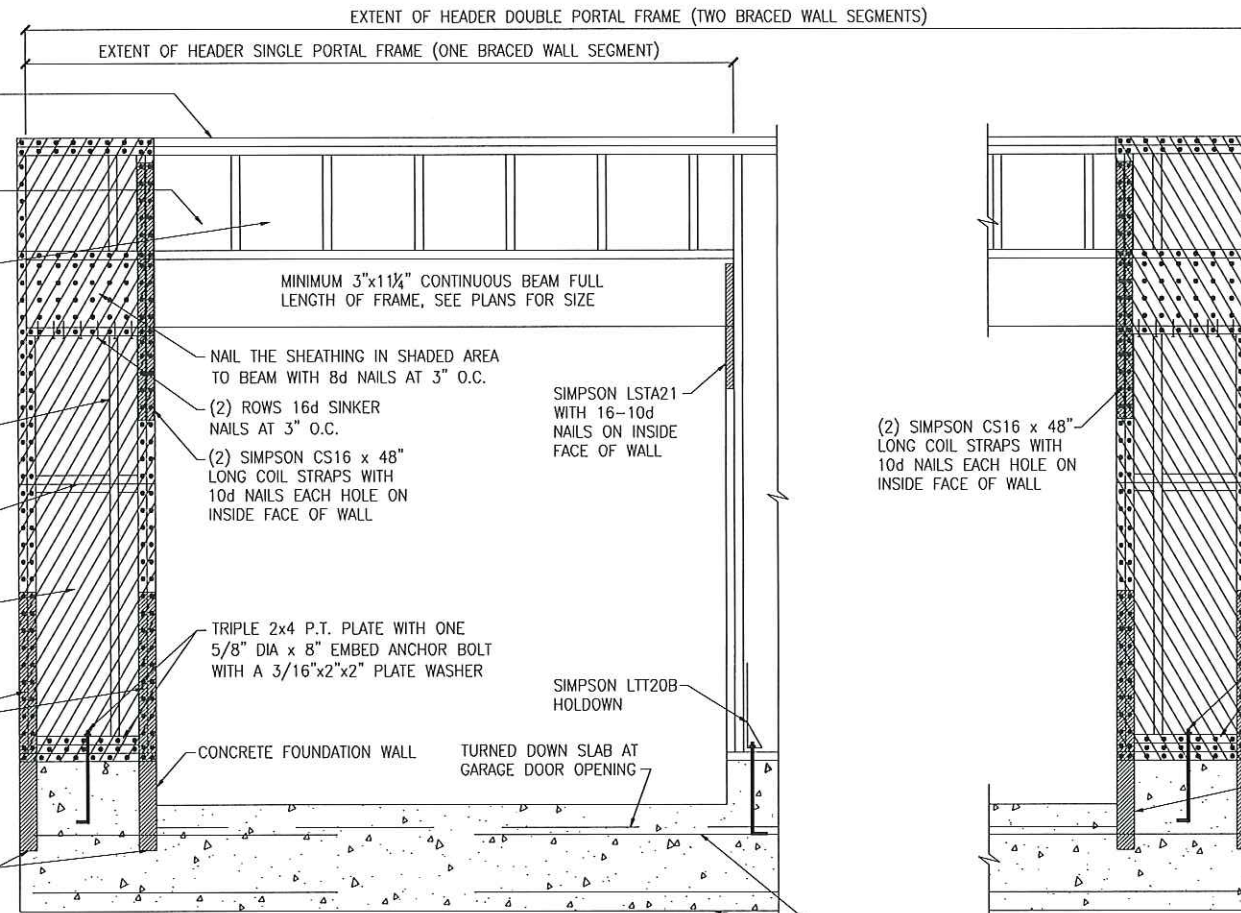 EXTENT OF HEADER DOUBLE PORTAL FRAME (TWO BRACED WALL SEGMENTS)
EXTENT OF HEADER SINGLE PORTAL FRAME (ONE BRACED WALL SEGMENT)
MINIMUM 3"x11¼" CONTINUOUS BEAM FULL
LENGTH OF FRAME, SEE PLANS FOR SIZE
NAIL THE SHEATHING IN SHADED AREA
TO BEAM WITH 8d NAILS AT 3" O.C.
(2) ROWS 16d SINKER
NAILS AT 3" O.C.
(2) SIMPSON CS16 x 48"
LONG COIL STRAPS WITH
10d NAILS EACH HOLE ON
INSIDE FACE OF WALL
SIMPSON LSTA21
WITH 16-10d
NAILS ON INSIDE
FACE OF WALL
(2) SIMPSON CS16 x 48"
LONG COIL STRAPS WITH
10d NAILS EACH HOLE ON
INSIDE FACE OF WALL
TRIPLE 2x4 P.T. PLATE WITH ONE
5/8" DIA x 8" EMBED ANCHOR BOLT
WITH A 3/16"x2"x2" PLATE WASHER
SIMPSON LTT20B
HOLDOWN
CONCRETE FOUNDATION WALL
TURNED DOWN SLAB AT
GARAGE DOOR OPENING